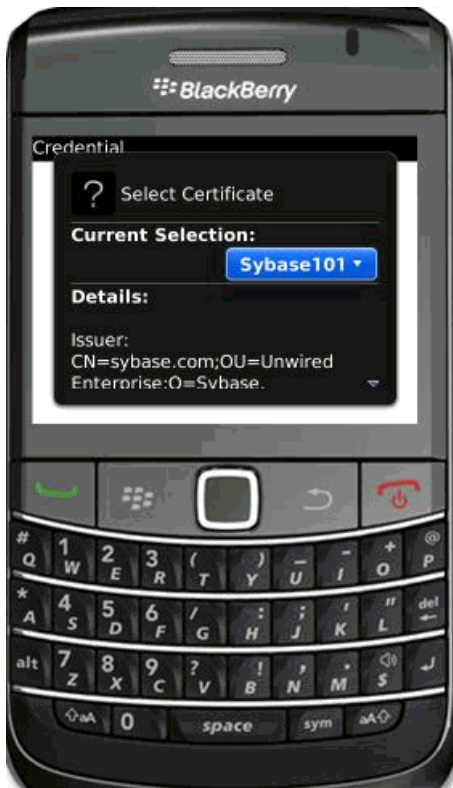 BlackBerry
Credential
? Select Certificate
Current Selection:
Sybase101
Details:
Issuer:
CN=sybase.com;OU=Unwired
Enterprise;O=Sybase,
# 1 2 3 ( ) _ - + @
Q W E R T Y U I O P
* 4 5 6 / : ; ' " del
A S D F G H J K L
alt 7 8 9 ? ! , . $
Z X C V B N M
aA 0 space sym aA